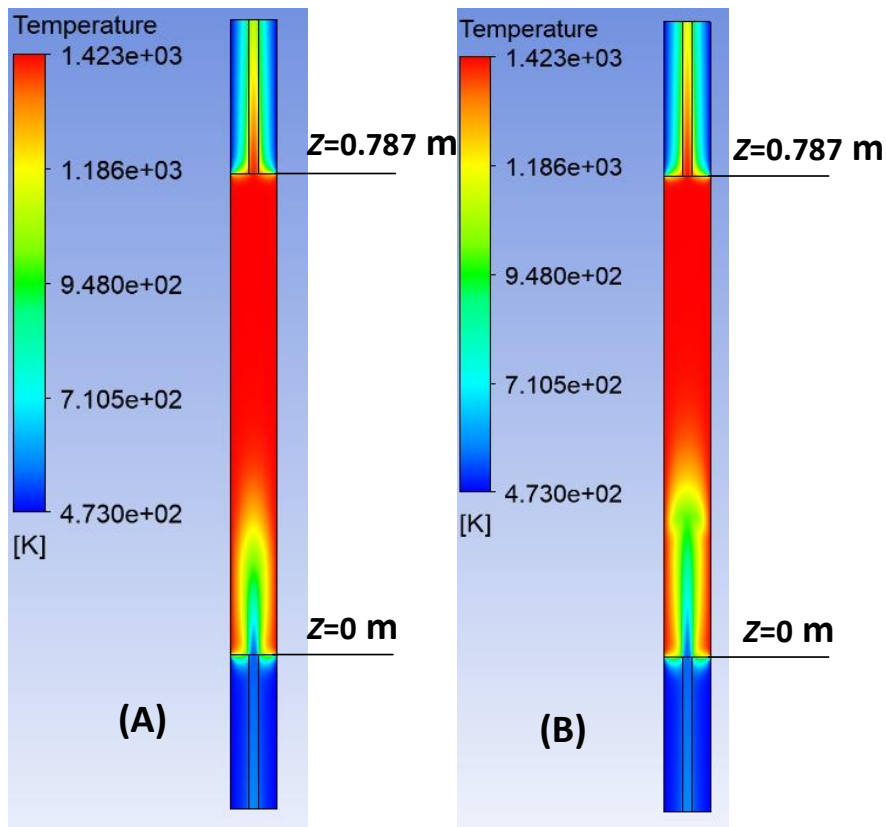 Temperature
1.423e+03
1.186e+03
9.480e+02
7.105e+02
4.730e+02
[K]
Z=0.787 m
Z=0 m
(A)
Temperature
1.423e+03
1.186e+03
9.480e+02
7.105e+02
4.730e+02
[K]
Z=0.787 m
Z=0 m
(B)